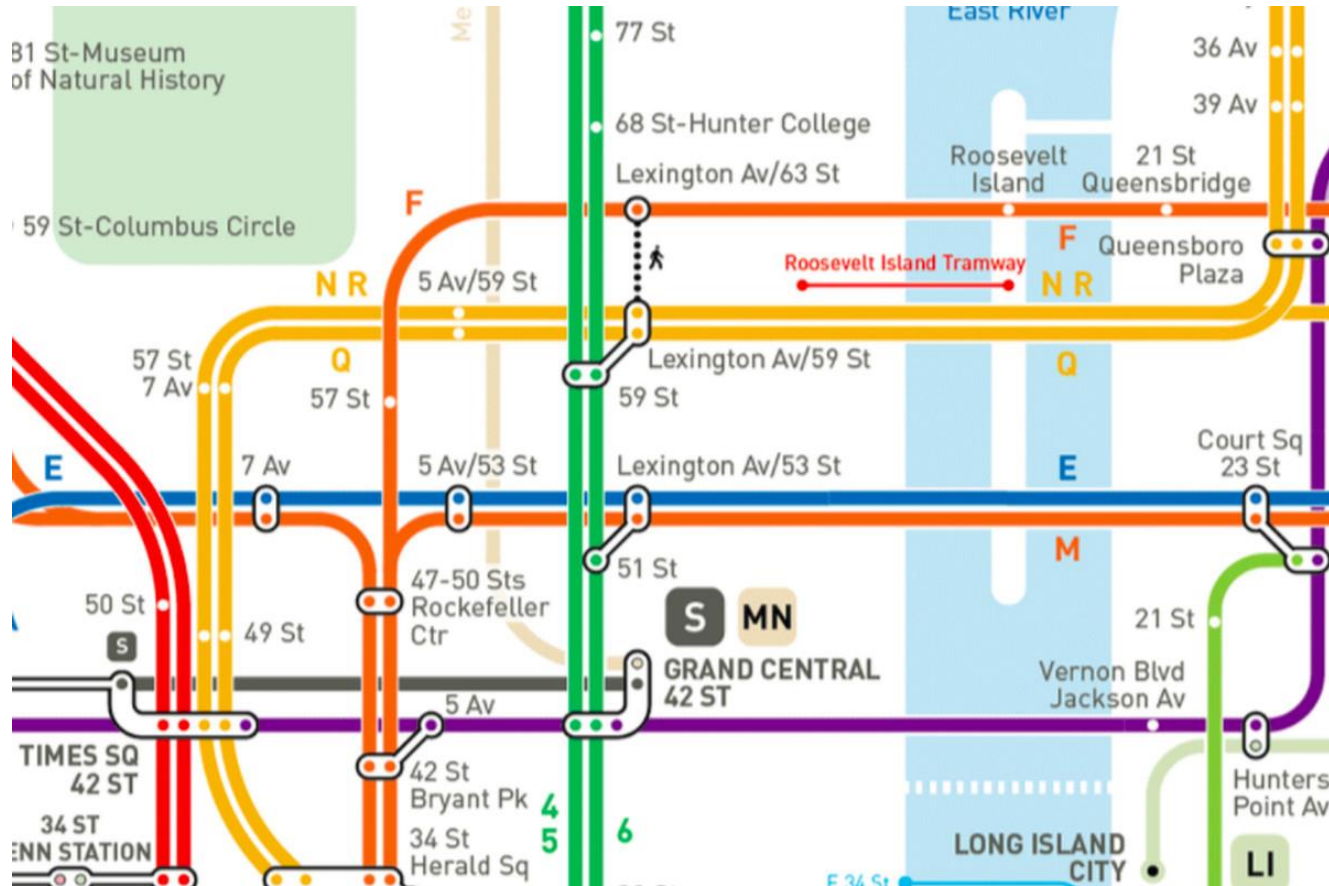 East River
77 St
36 Av
81 St-Museum
of Natural History
39 Av
68 St-Hunter College
Roosevelt
Island
21 St
Queensbridge
Lexington Av/63 St
F
59 St-Columbus Circle
F
Queensboro
Plaza
Roosevelt Island Tramway
N R
5 Av/59 St
N R
57 St
7 Av
Q
Lexington Av/59 St
Q
57 St
59 St
Court Sq
23 St
E
7 Av
5 Av/53 St
Lexington Av/53 St
E
M
51 St
47-50 Sts
Rockefeller
Ctr
50 St
49 St
S
S
MN
21 St
GRAND CENTRAL
42 ST
Vernon Blvd
Jackson Av
5 Av
TIMES SQ
42 ST
42 St
Bryant Pk
Hunters
Point Av
4
5
6
34 ST
ENN STATION
34 St
Herald Sq
LONG ISLAND
CITY
LI
E 34 St